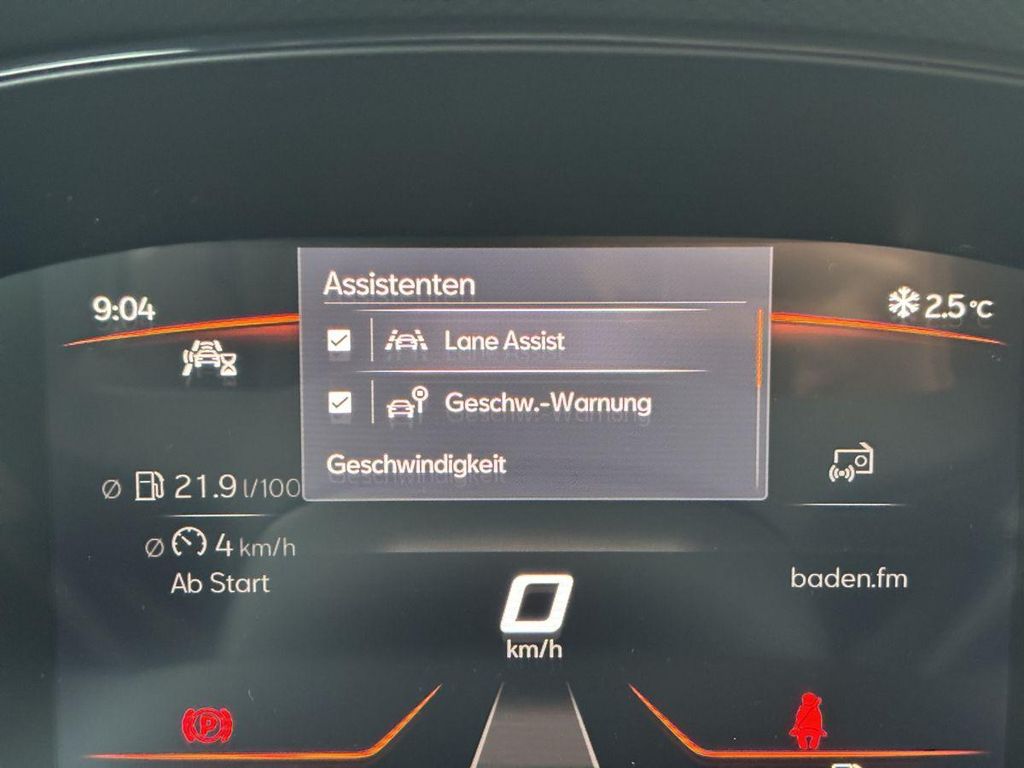 Assistenten
9:04
2.5°C
Lane Assist
Geschw.-Warnung
Geschwindigkeit
Ø 21.9 l/100
Ø 4 km/h
Ab Start
baden.fm
0
km/h
P